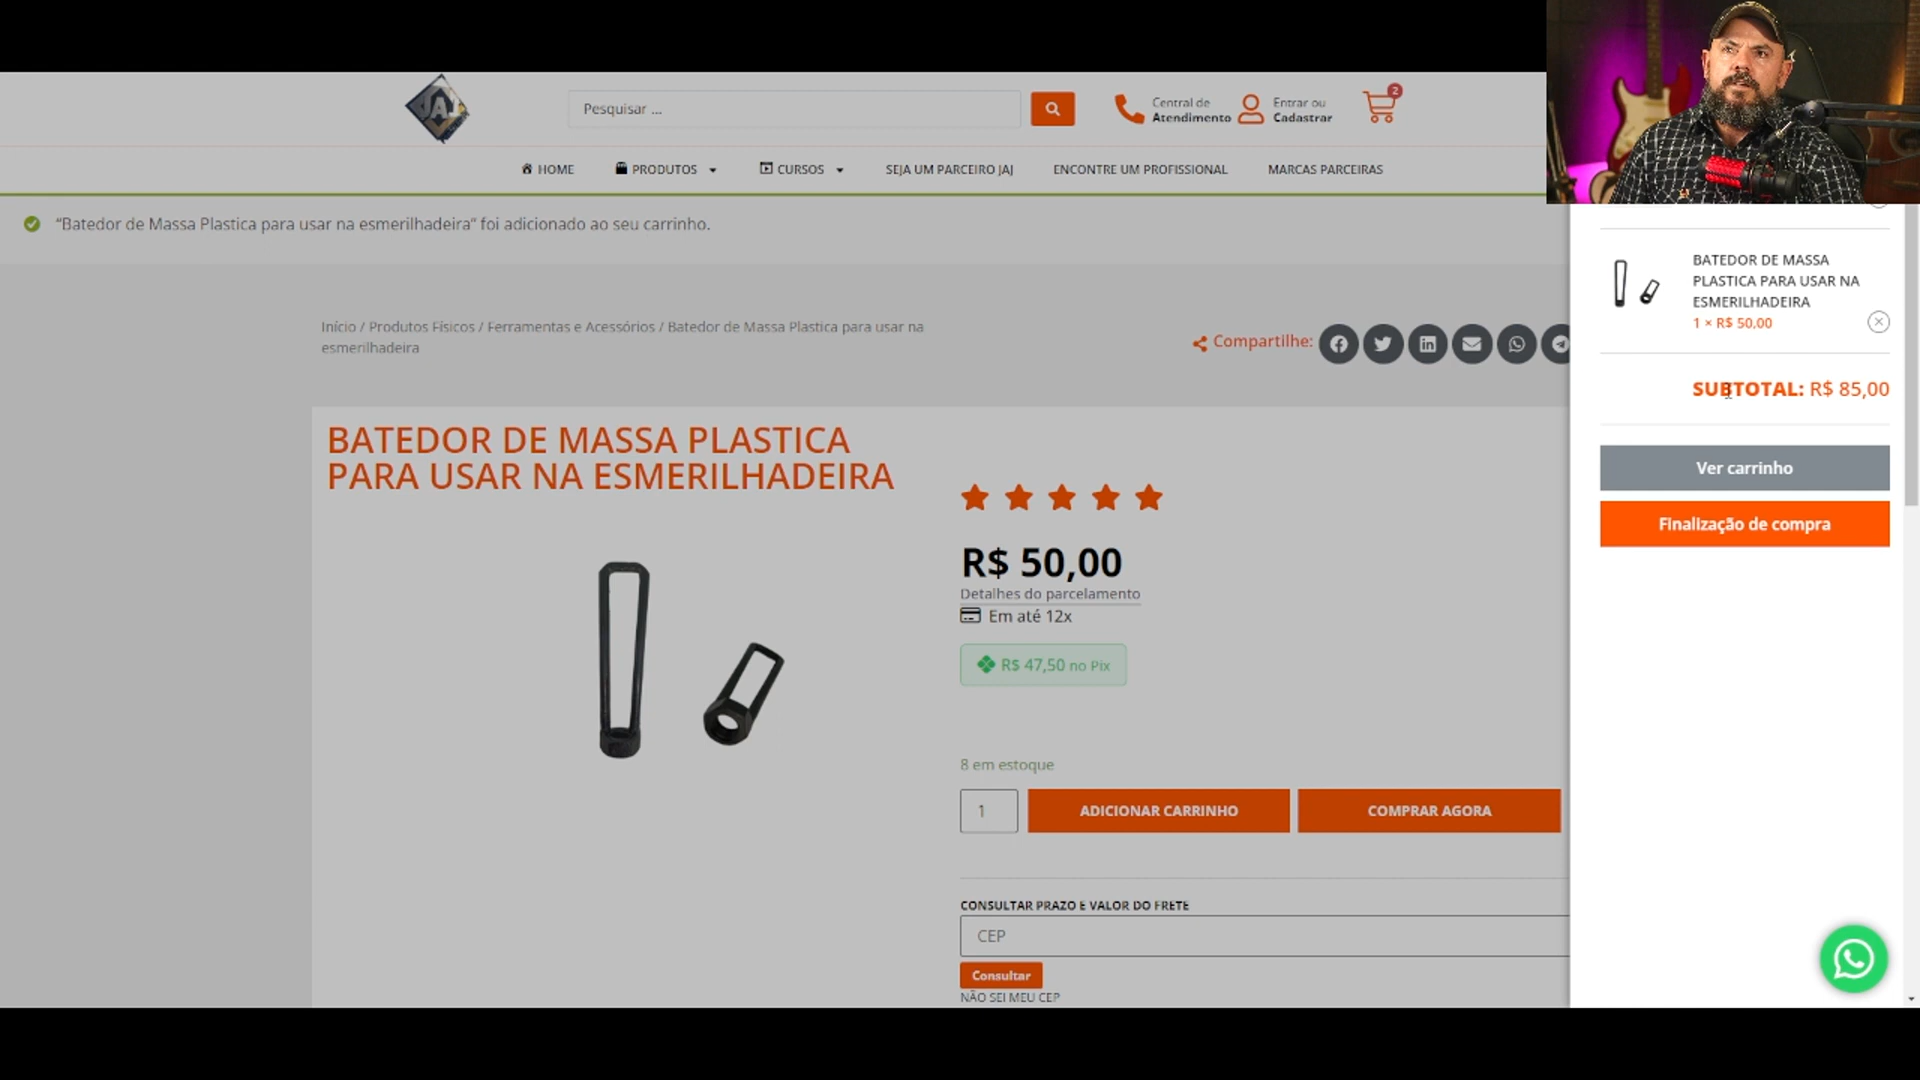 JAJ
Pesquisar ...
Central de
Atendimento
Entrar ou
Cadastrar
2
HOME
PRODUTOS
CURSOS
SEJA UM PARCEIRO JAJ
ENCONTRE UM PROFISSIONAL
MARCAS PARCEIRAS
“Batedor de Massa Plastica para usar na esmerilhadeira” foi adicionado ao seu carrinho.
Início / Produtos Físicos / Ferramentas e Acessórios / Batedor de Massa Plastica para usar na
esmerilhadeira
Compartilhe:
BATEDOR DE MASSA PLASTICA
PARA USAR NA ESMERILHADEIRA
R$ 50,00
Detalhes do parcelamento
Em até 12x
R$ 47,50 no Pix
8 em estoque
1
ADICIONAR CARRINHO
COMPRAR AGORA
CONSULTAR PRAZO E VALOR DO FRETE
CEP
Consultar
NÃO SEI MEU CEP
BATEDOR DE MASSA
PLASTICA PARA USAR NA
ESMERILHADEIRA
1 × R$ 50,00
SUBTOTAL: R$ 85,00
Ver carrinho
Finalização de compra